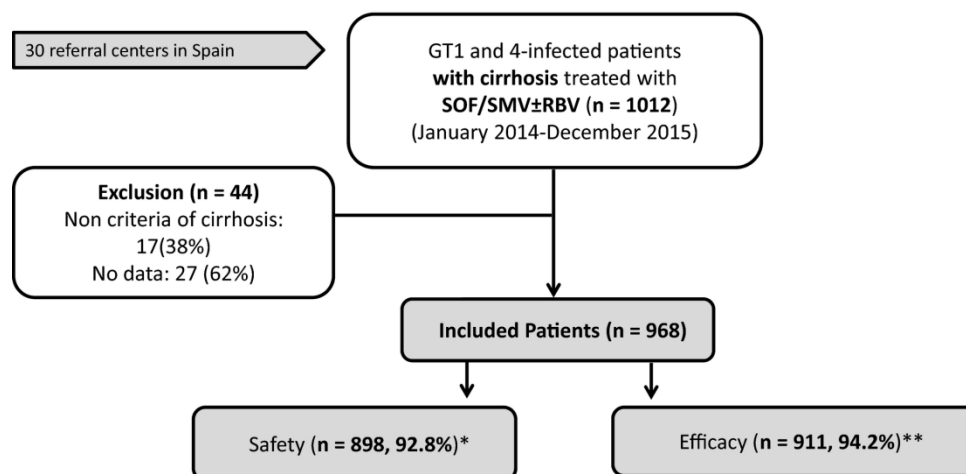 30 referral centers in Spain
GT1 and 4-infected patients
with cirrhosis treated with
SOF/SMV±RBV (n = 1012)
(January 2014-December 2015)
Exclusion (n = 44)
Non criteria of cirrhosis:
17(38%)
No data: 27 (62%)
Included Patients (n = 968)
Safety (n = 898, 92.8%)*
Efficacy (n = 911, 94.2%)**